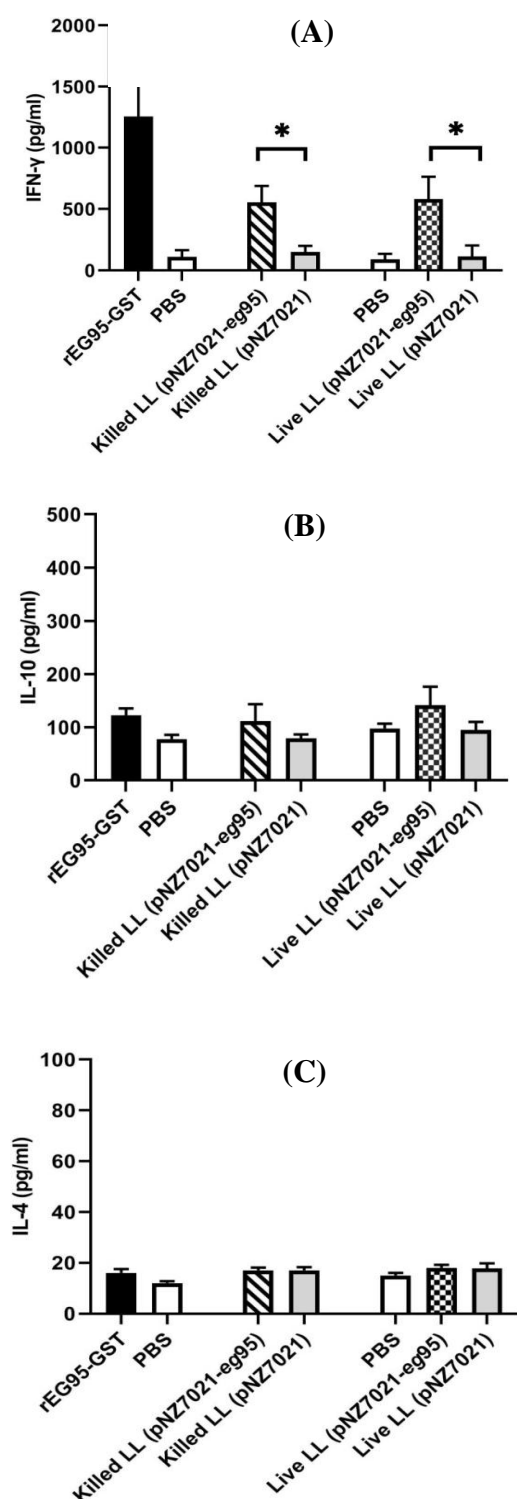 (A)
IFN-γ (pg/ml)
2000
1500
1000
500
0
*
*
rEG95-GST
PBS
Killed LL (pNZ7021-eg95)
Killed LL (pNZ7021)
PBS
Live LL (pNZ7021-eg95)
Live LL (pNZ7021)
(B)
IL-10 (pg/ml)
500
400
300
200
100
0
rEG95-GST
PBS
Killed LL (pNZ7021-eg95)
Killed LL (pNZ7021)
PBS
Live LL (pNZ7021-eg95)
Live LL (pNZ7021)
(C)
IL-4 (pg/ml)
100
80
60
40
20
0
rEG95-GST
PBS
Killed LL (pNZ7021-eg95)
Killed LL (pNZ7021)
PBS
Live LL (pNZ7021-eg95)
Live LL (pNZ7021)